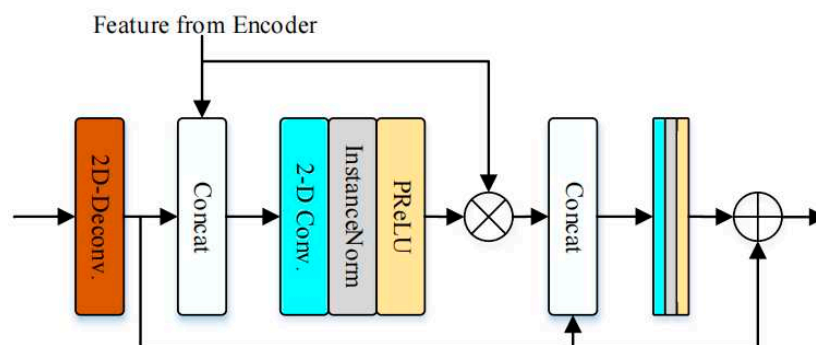 Feature from Encoder
2D-Deconv.
Concat
2-D Conv.
InstanceNorm
PReLU
Concat